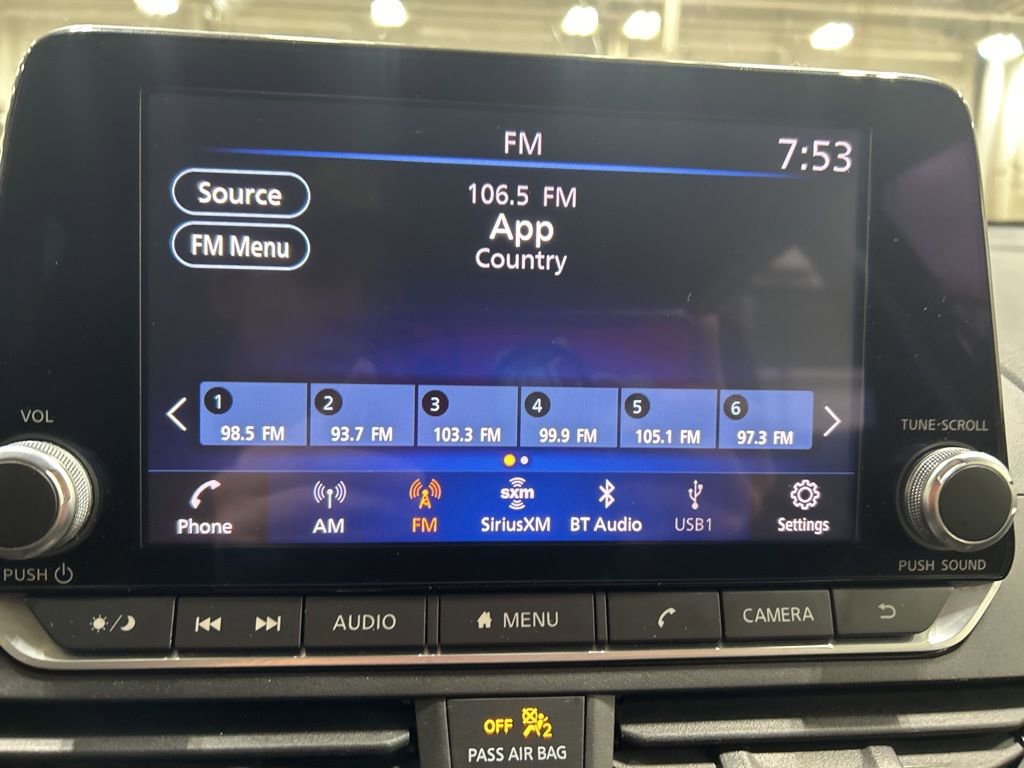 FM
7:53
Source
106.5 FM
FM Menu
App
Country
1
2
3
4
5
6
98.5 FM
93.7 FM
103.3 FM
99.9 FM
105.1 FM
97.3 FM
VOL
TUNE·SCROLL
sxm
Phone
AM
FM
SiriusXM
BT Audio
USB1
Settings
PUSH
PUSH SOUND
AUDIO
MENU
CAMERA
OFF
2
PASS AIR BAG